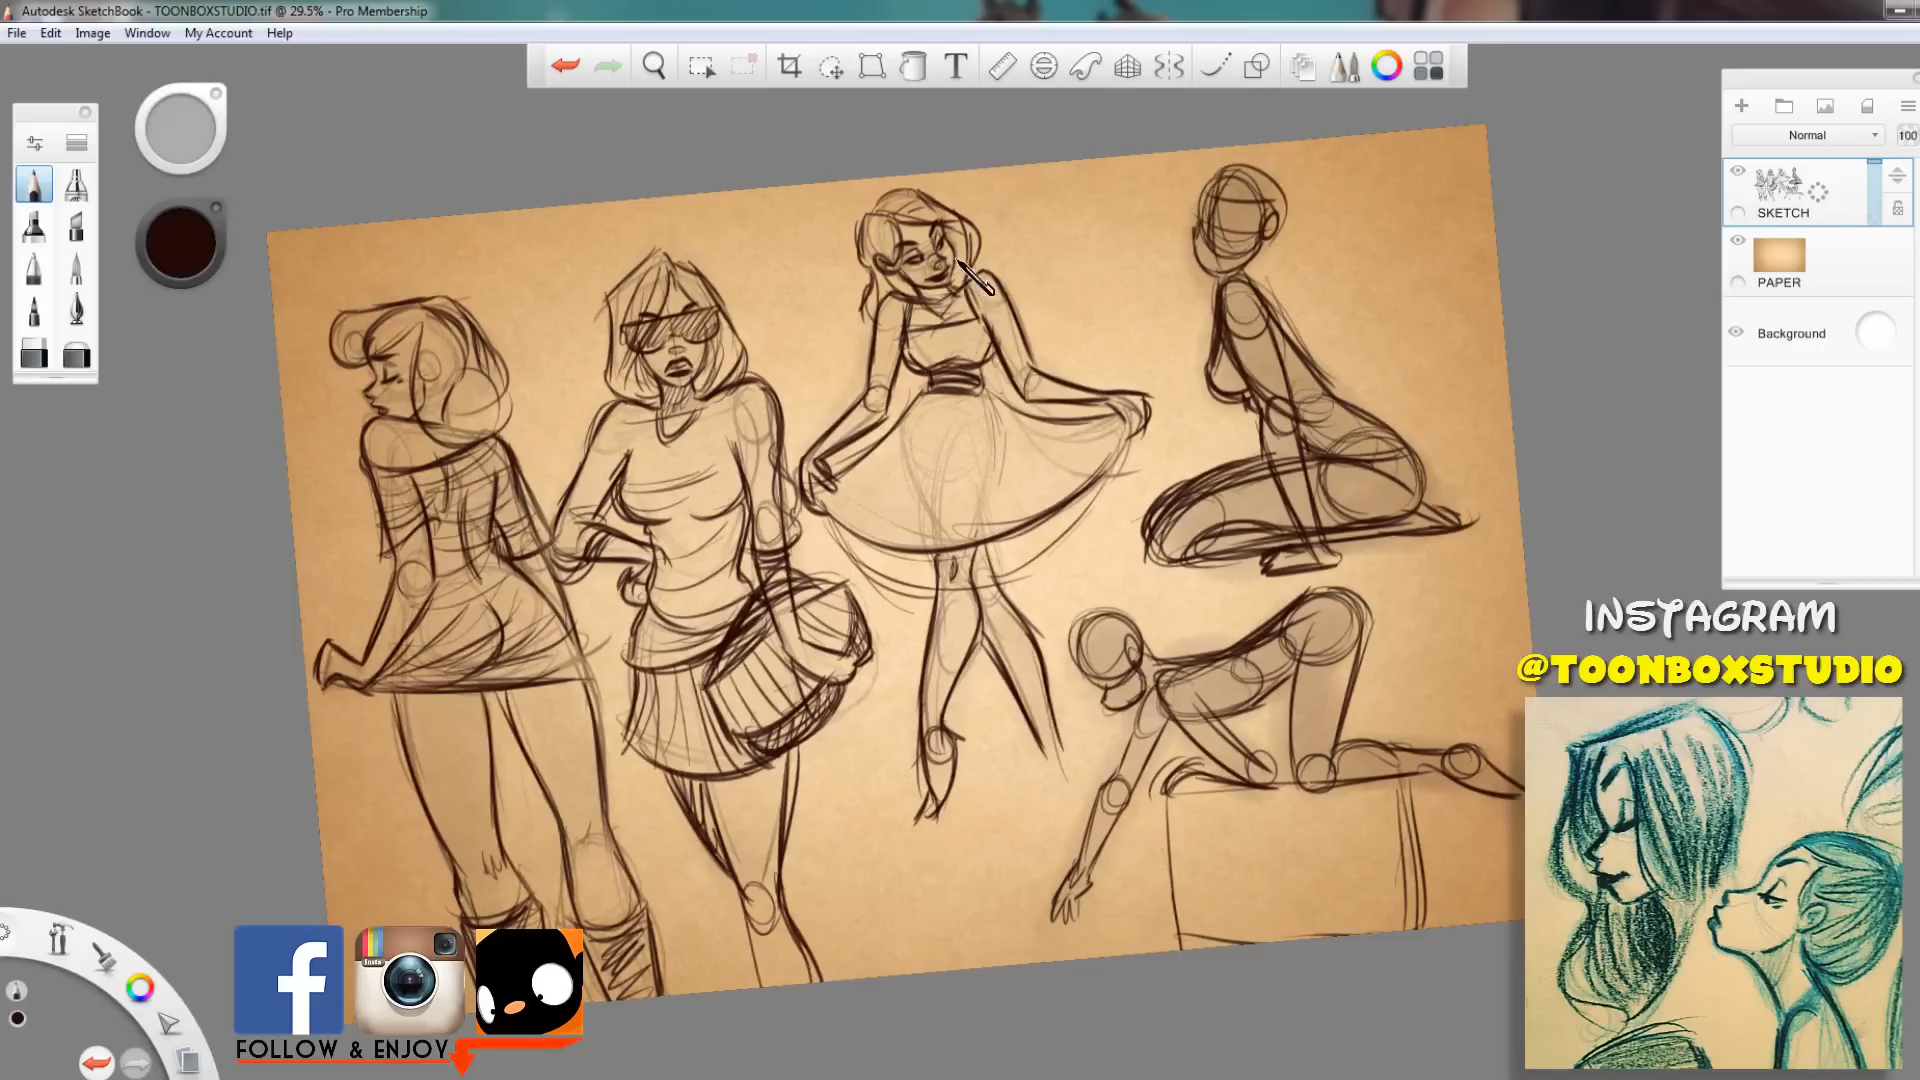 Autodesk SketchBook - TOONBOXSTUDIO.tif @ 29.5% - Pro Membership
File Edit Image Window My Account Help
T
Normal 100
SKETCH
PAPER
Background
INSTAGRAM
@TOONBOXSTUDIO
f
Insta
FOLLOW & ENJOY